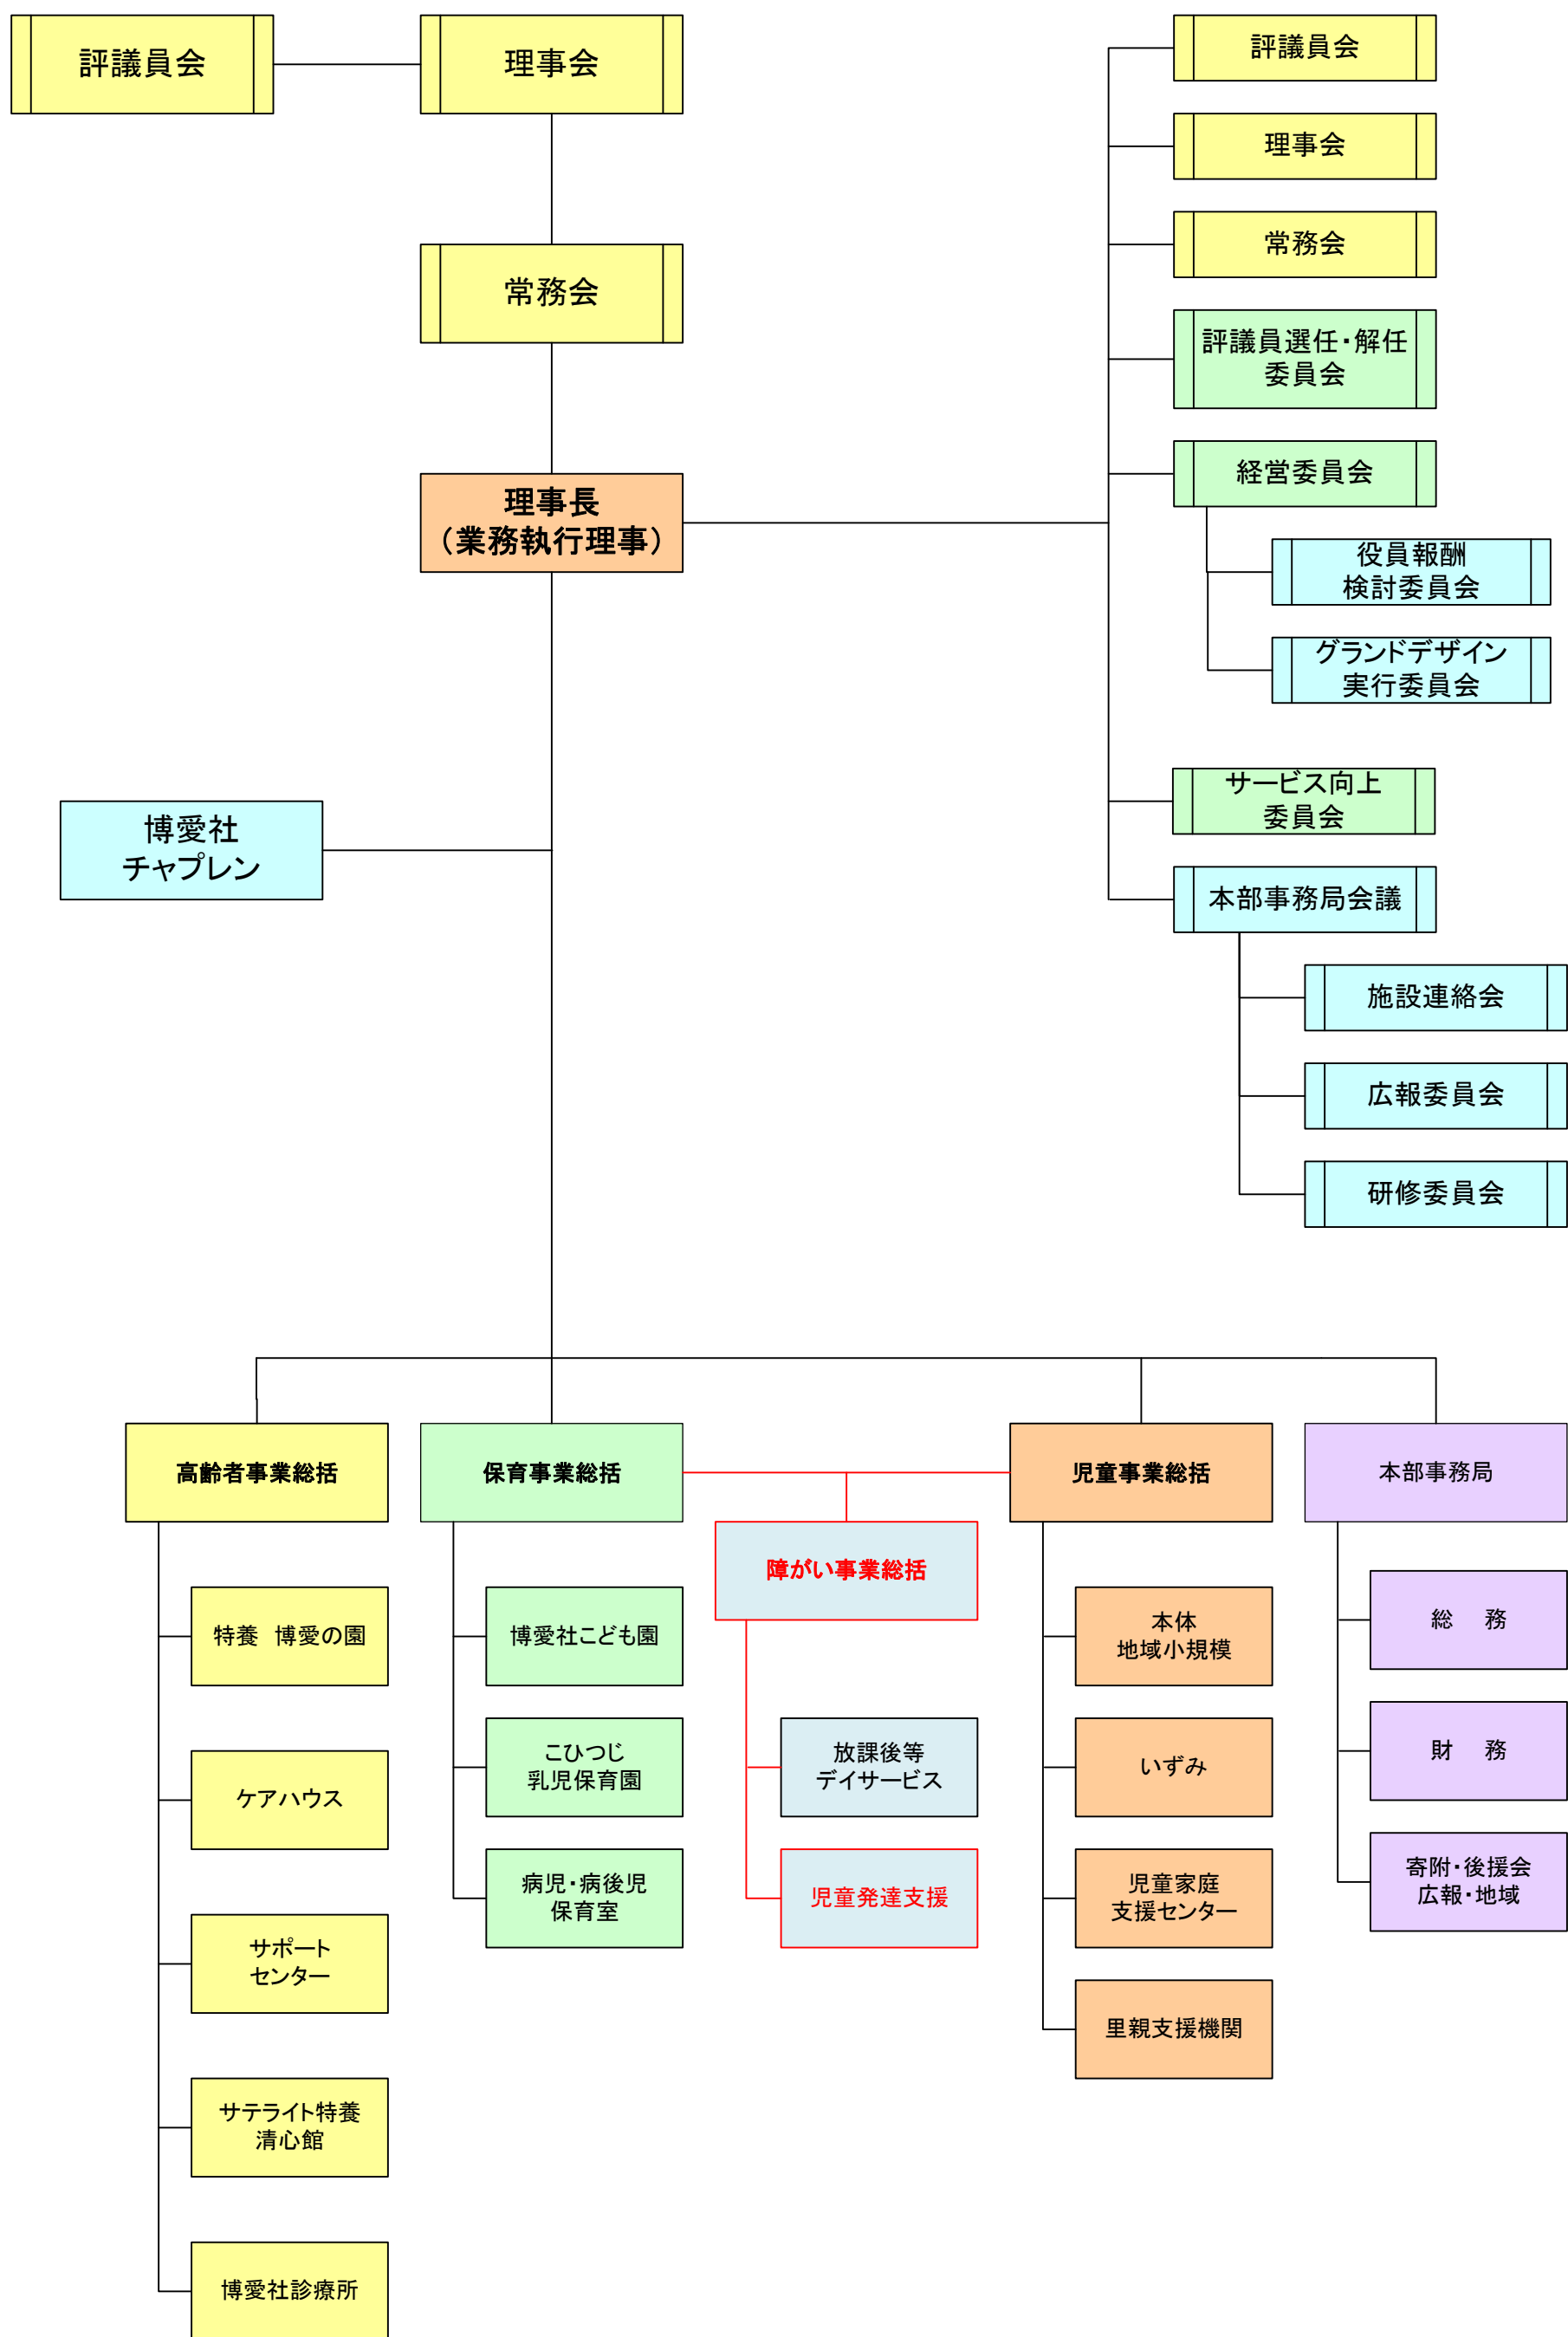 評議員会
理事会
常務会
理事長
（業務執行理事）
博愛社
チャプレン
評議員会
理事会
常務会
評議員選任・解任
委員会
経営委員会
役員報酬
検討委員会
グランドデザイン
実行委員会
サービス向上
委員会
本部事務局会議
施設連絡会
広報委員会
研修委員会
高齢者事業総括
特養　博愛の園
ケアハウス
サポート
センター
サテライト特養
清心館
博愛社診療所
保育事業総括
博愛社こども園
こひつじ
乳児保育園
病児・病後児
保育室
障がい事業総括
放課後等
デイサービス
児童発達支援
児童事業総括
本体
地域小規模
いずみ
児童家庭
支援センター
里親支援機関
本部事務局
総　務
財　務
寄附・後援会
広報・地域